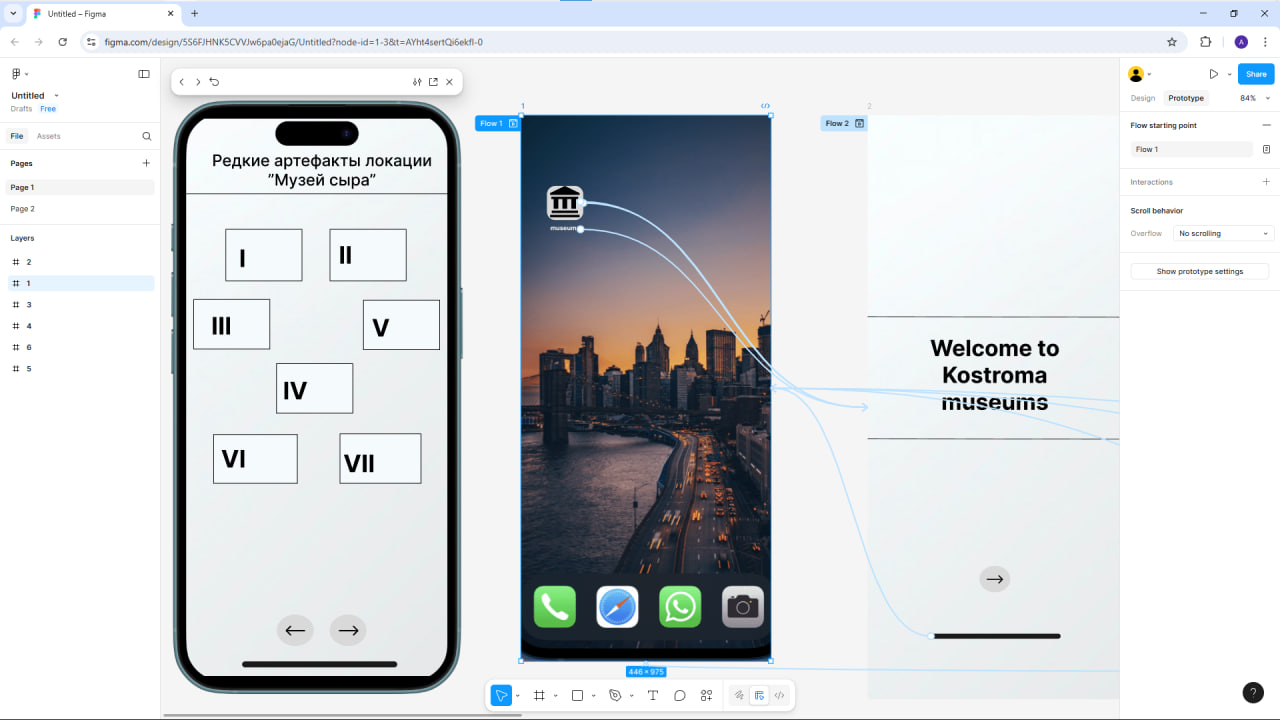 Untitled – Figma
figma.com/design/5S6FJHNK5CVVJw6pa0ejaG/Untitled?node-id=1-3&t=AYht4sertQi6ekfl-0
A
Untitled
Drafts
Free
File
Assets
Pages
Page 1
Page 2
Layers
2
1
3
4
6
5
Редкие артефакты локации
”Музей сыра”
I
II
III
V
IV
VI
VII
1
Flow 1
museum
446 × 975
2
Flow 2
Welcome to
Kostroma
museums
Share
Design
Prototype
84%
Flow starting point
Flow 1
Interactions
Scroll behavior
Overflow
No scrolling
Show prototype settings
?